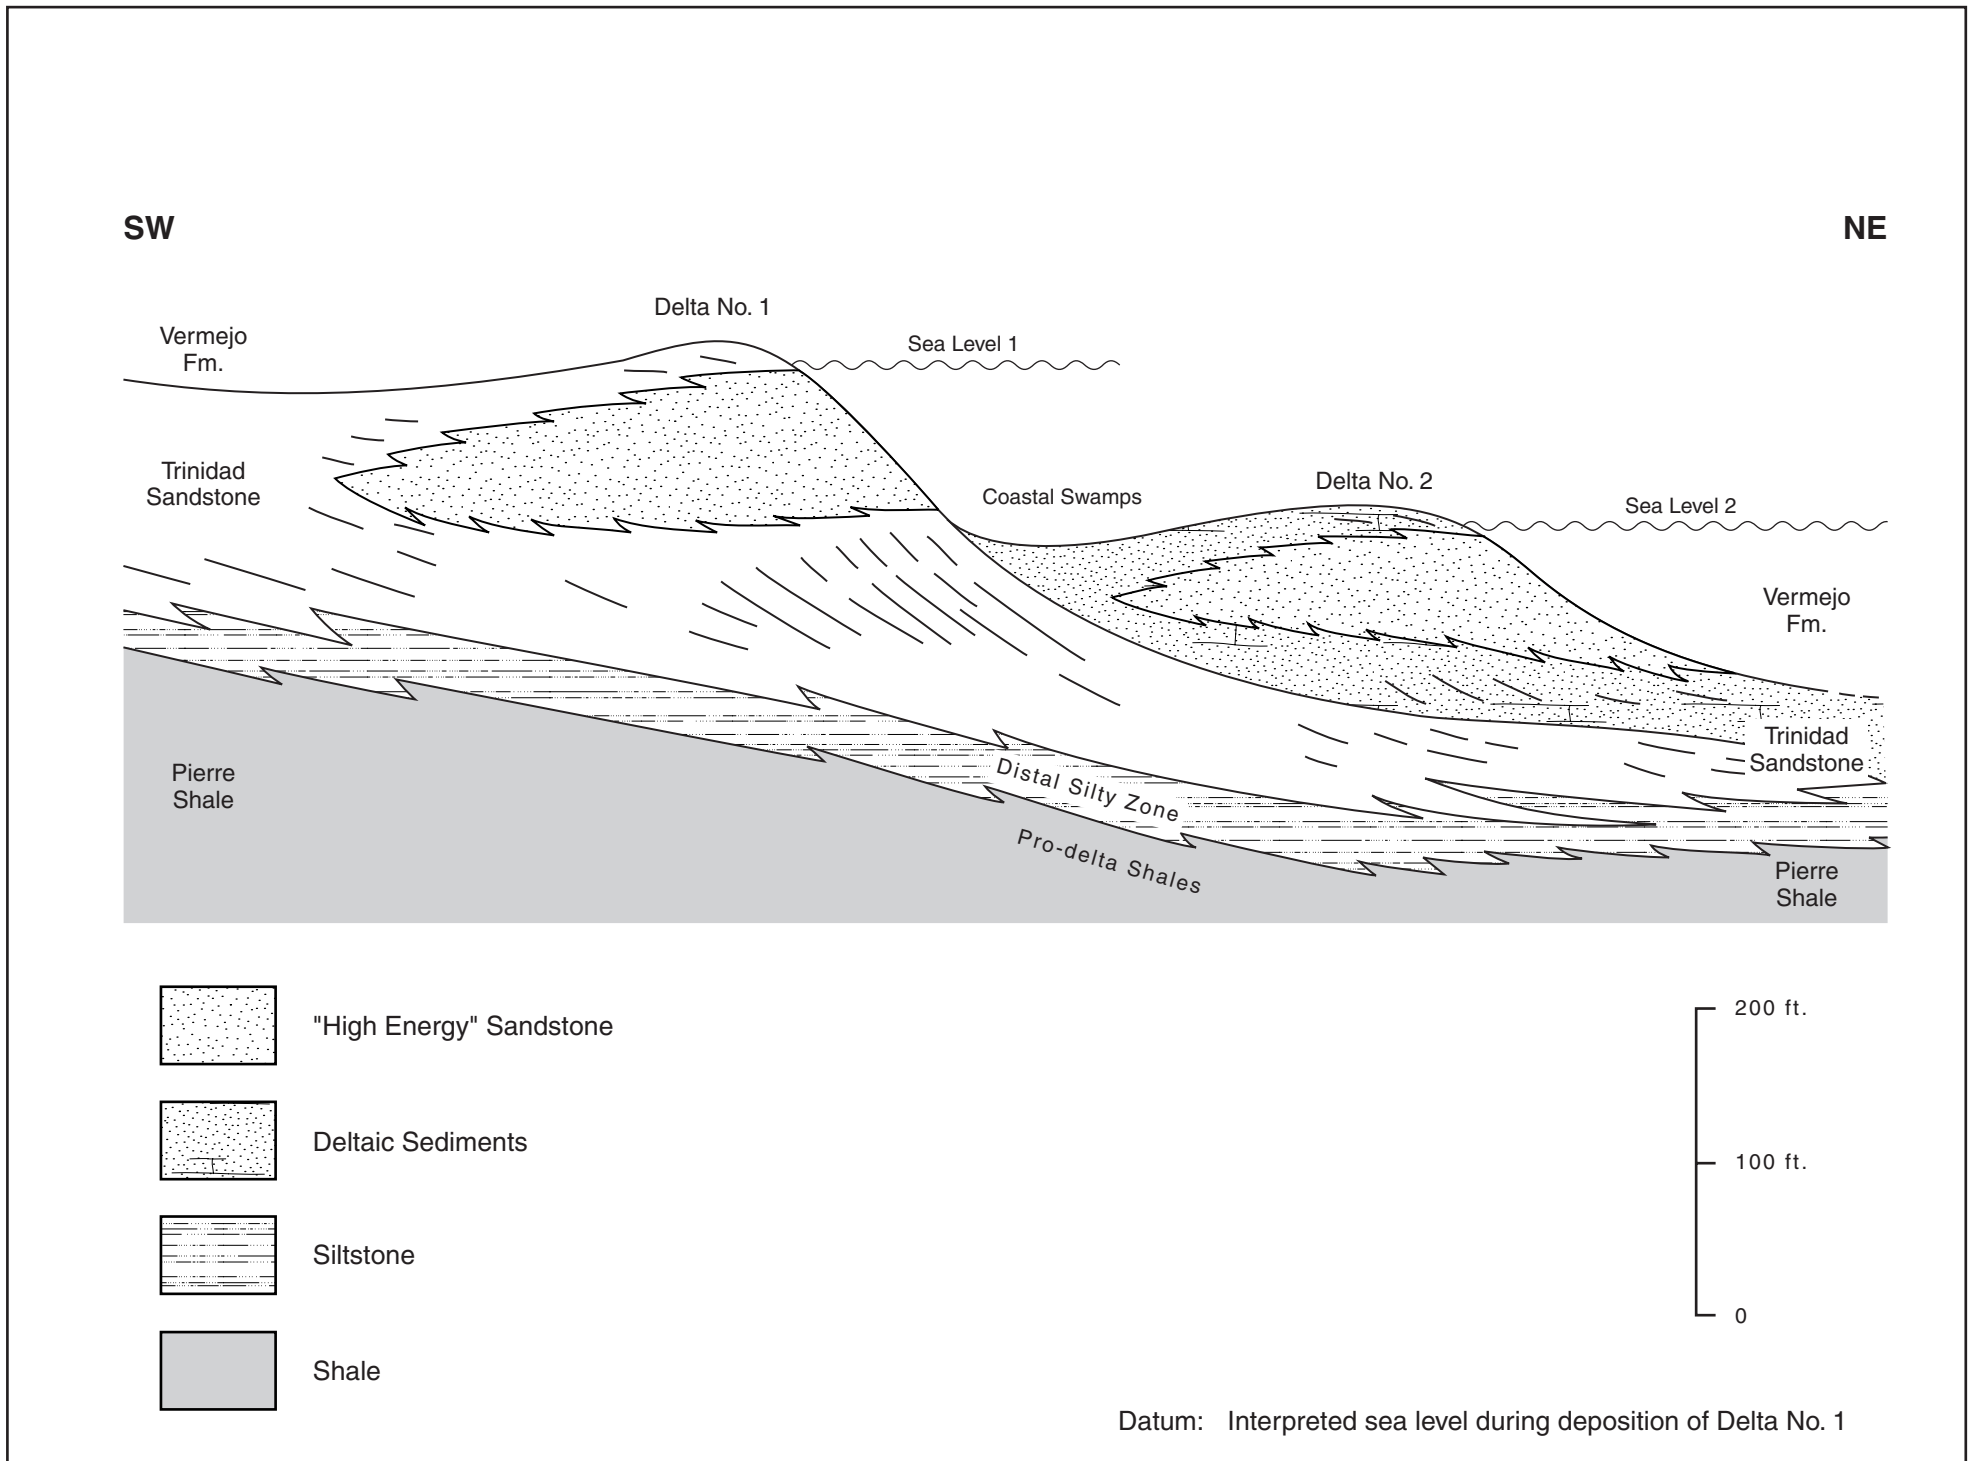 SW
NE
Delta No. 1
Vermejo
Fm.
Sea Level 1
Trinidad
Sandstone
Coastal Swamps
Delta No. 2
Sea Level 2
Vermejo
Fm.
Trinidad
Sandstone
Pierre
Shale
Distal Silty Zone
Pro-delta Shales
Pierre
Shale
"High Energy" Sandstone
Deltaic Sediments
Siltstone
Shale
200 ft.
100 ft.
0
Datum: Interpreted sea level during deposition of Delta No. 1